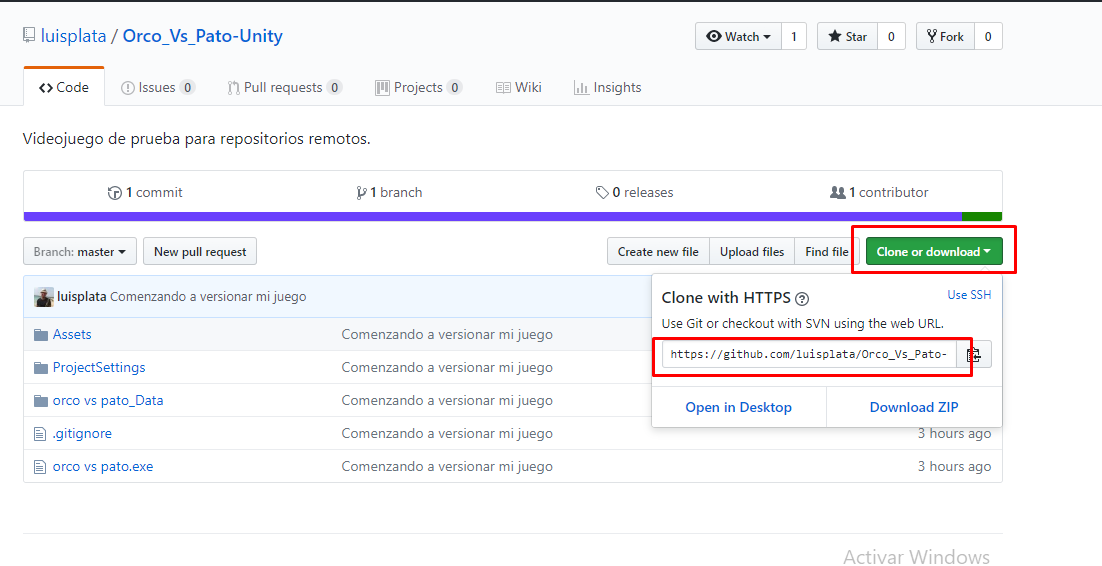 luisplata / Orco_Vs_Pato-Unity
Watch 1 Star 0 Fork 0
Code Issues 0 Pull requests 0 Projects 0 Wiki Insights
Videojuego de prueba para repositorios remotos.
1 commit 1 branch 0 releases 1 contributor
Branch: master New pull request Create new file Upload files Find file Clone or download
luisplata Comenzando a versionar mi juego
Clone with HTTPS ? Use SSH
Use Git or checkout with SVN using the web URL.
https://github.com/luisplata/Orco_Vs_Pato-
Open in Desktop Download ZIP
Assets Comenzando a versionar mi juego
ProjectSettings Comenzando a versionar mi juego
orco vs pato_Data Comenzando a versionar mi juego
.gitignore Comenzando a versionar mi juego 3 hours ago
orco vs pato.exe Comenzando a versionar mi juego 3 hours ago
Activar Windows